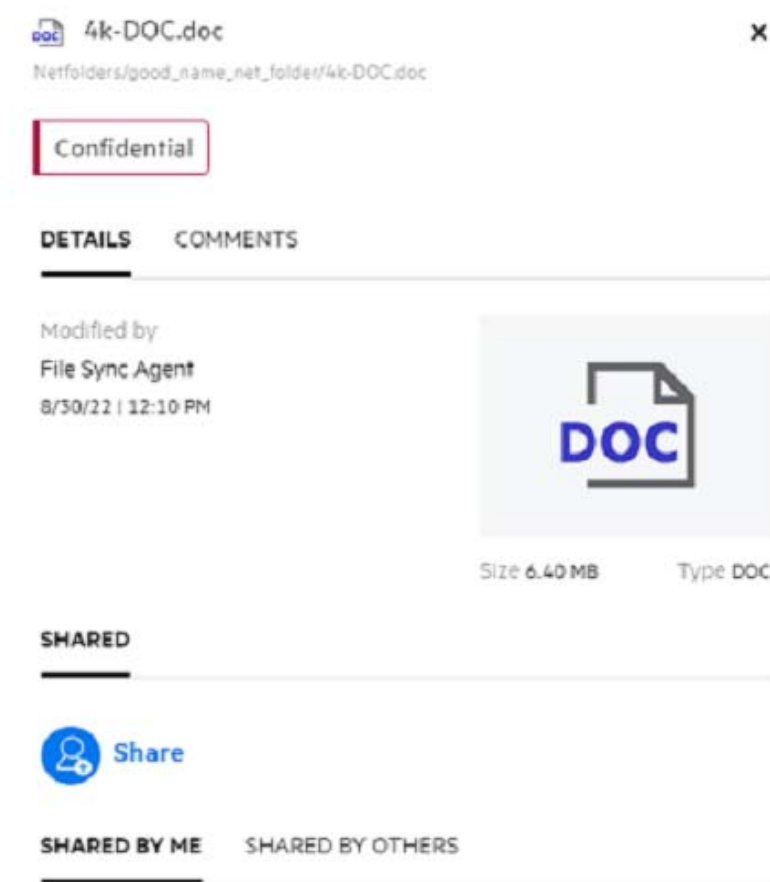 DOC 4k-DOC.doc
Netfolders/good_name_net_folder/4k-DOC.doc
Confidential
DETAILS COMMENTS
Modified by
File Sync Agent
8/30/22 | 12:10 PM
DOC
Size 6.40 MB Type DOC
SHARED
Share
SHARED BY ME SHARED BY OTHERS